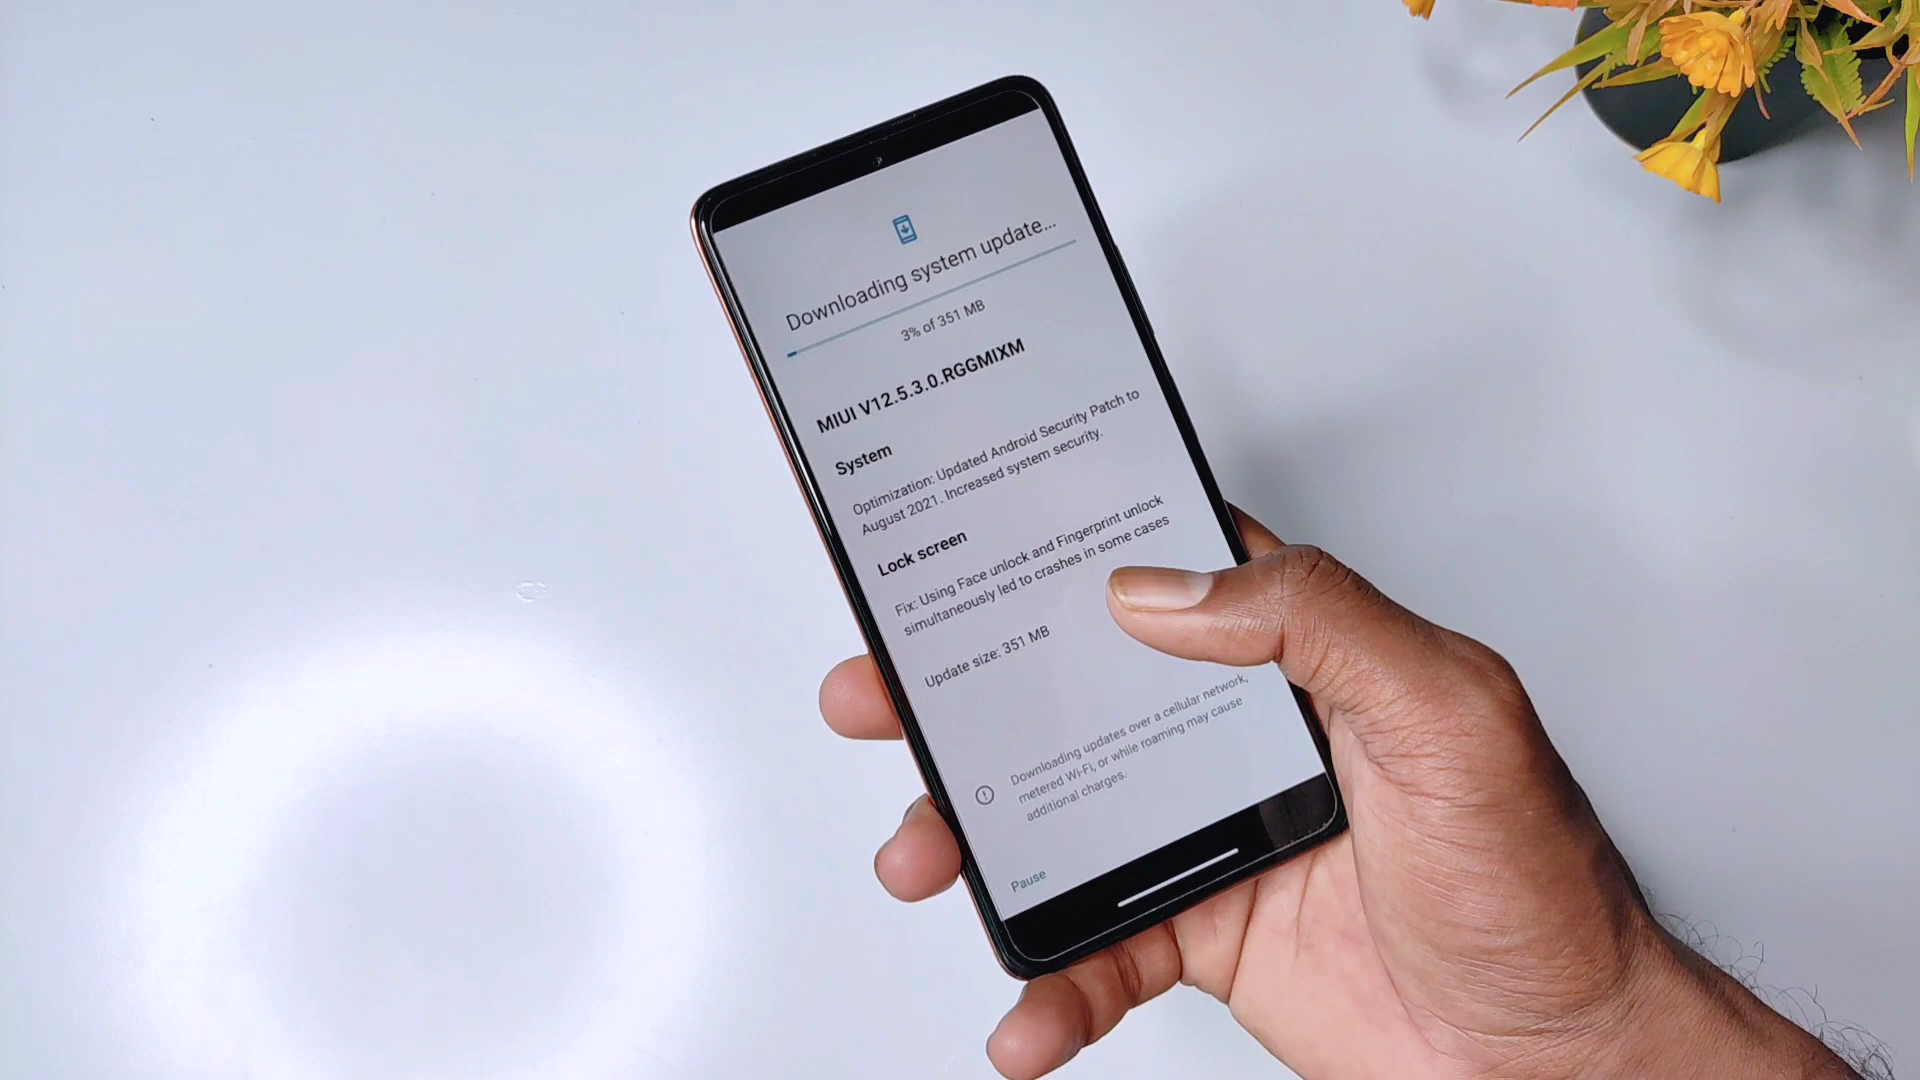 Downloading system update...
3% of 351 MB
MIUI V12.5.3.0.RGGMIXM
System
Optimization: Updated Android Security Patch to
August 2021. Increased system security.
Lock screen
Fix: Using Face unlock and Fingerprint unlock
simultaneously led to crashes in some cases
Update size: 351 MB
Downloading updates over a cellular network,
metered Wi-Fi, or while roaming may cause
additional charges.
Pause